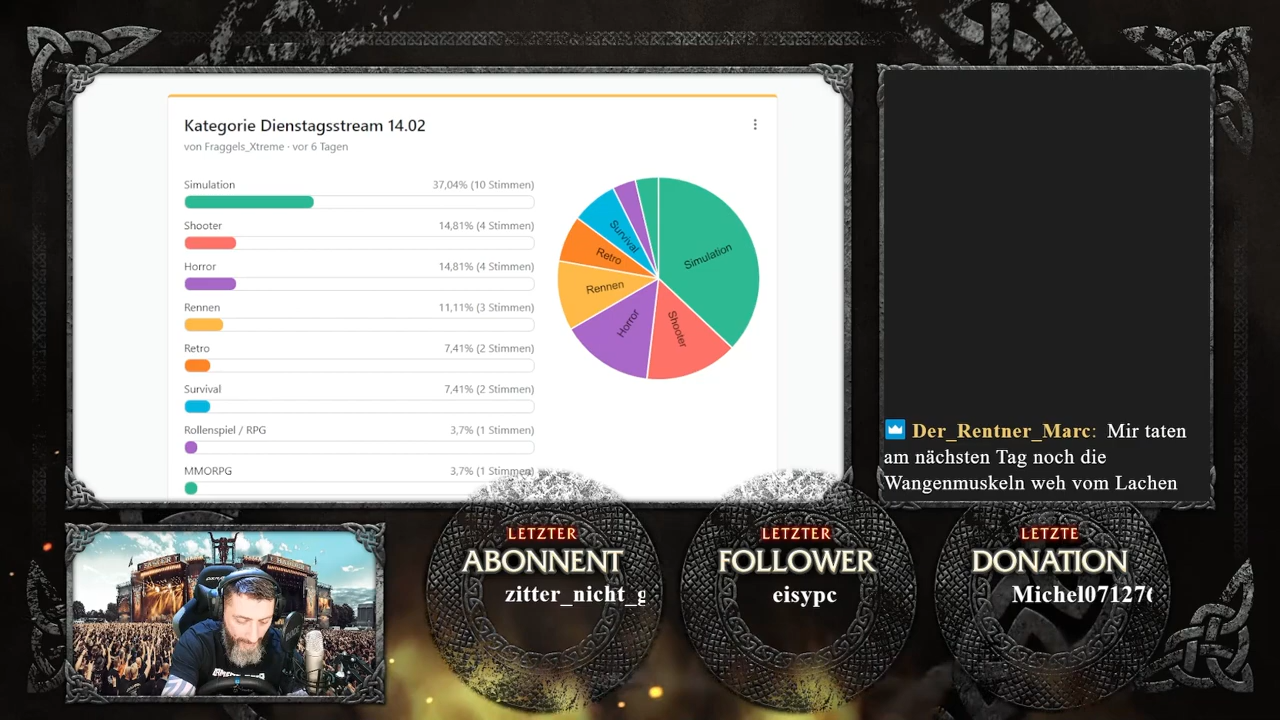 Kategorie Dienstagsstream 14.02
von Fraggels_Xtreme · vor 6 Tagen
Simulation 37,04% (10 Stimmen)
Shooter 14,81% (4 Stimmen)
Horror 14,81% (4 Stimmen)
Rennen 11,11% (3 Stimmen)
Retro 7,41% (2 Stimmen)
Survival 7,41% (2 Stimmen)
Rollenspiel / RPG 3,7% (1 Stimmen)
MMORPG 3,7% (1 Stimmen)
Simulation
Shooter
Horror
Rennen
Retro
Survival
Der_Rentner_Marc: Mir taten
am nächsten Tag noch die
Wangenmuskeln weh vom Lachen
LETZTER
ABONNENT
zitter_nicht_g
LETZTER
FOLLOWER
eisypc
LETZTE
DONATION
Michel07127